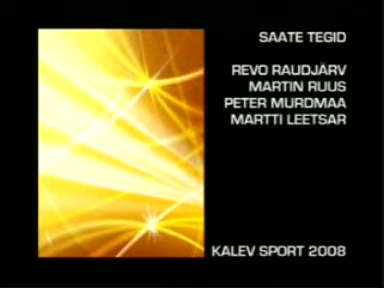 SAATE TEGID
REVO RAUDJÄRV
MARTIN RUUS
PETER MURDMAA
MARTTI LEETSAR
KALEV SPORT 2008